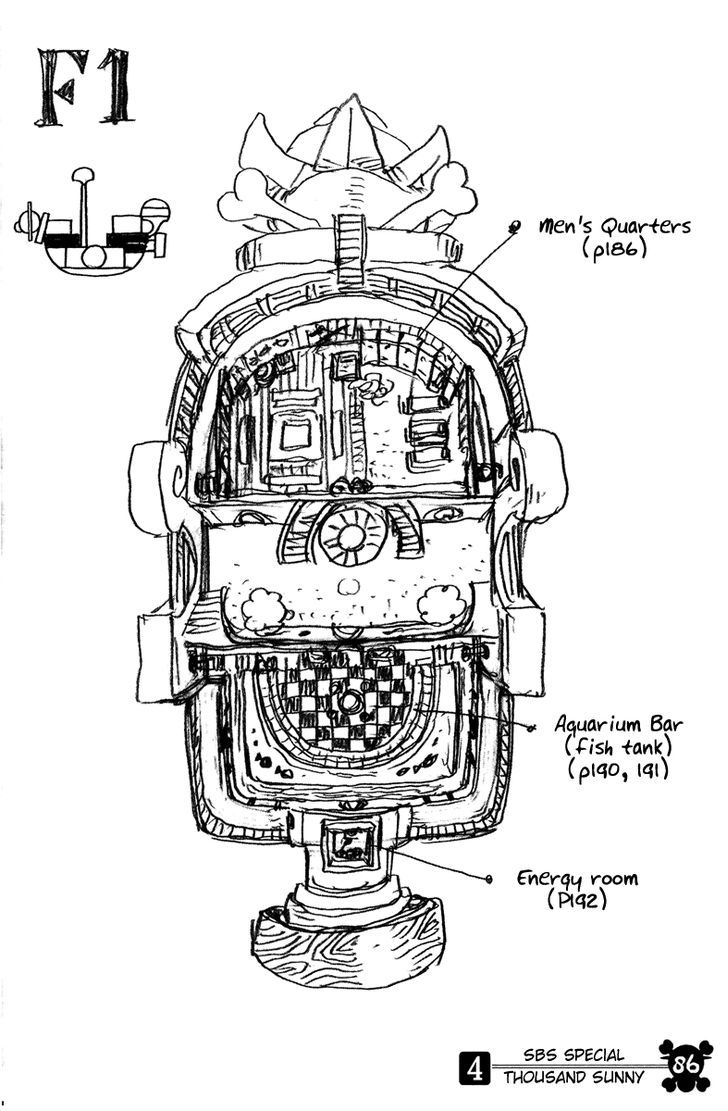 F1
Men's Quarters
(p186)
Aquarium Bar
(fish tank)
(p190, 191)
Energy room
(P192)
4
SBS SPECIAL
THOUSAND SUNNY
86